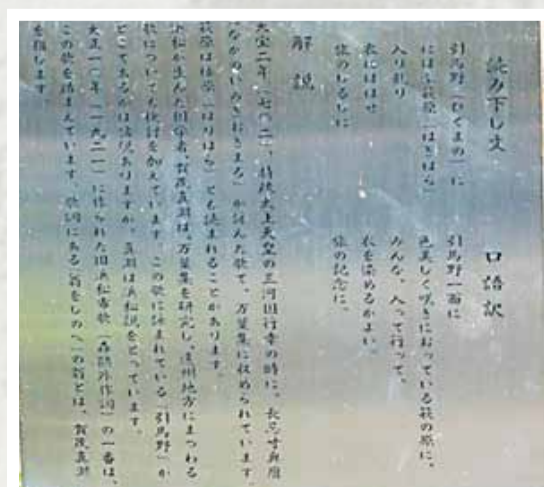 読み下し文
引馬野（ひくまの）に
にほふ萩原（はぎはら）
入り乱り
衣にほはせ
旅のしるしに
口語訳
引馬野一面に
色美しく咲きにおっている萩の原に、
みんな、入って行って、
衣を染めるがよい。
旅の記念に。
解説
大宝二年（七〇二）、持統太上天皇の三河国行幸の時に、長忌寸奥麿
（ながのいみきおきまろ）が詠んだ歌で、万葉集に収められています。
萩原は榛原（はりはら）とも読まれることがあります。
浜松が生んだ国学者、賀茂真淵は、万葉集を研究し、遠州地方にまつわる
歌についても検討を加えています。この歌に詠まれている「引馬野」が
どこであるかは諸説ありますが、真淵は浜松説をとっています。
大正一〇年（一九二一）に作られた旧浜松市歌（森鴎外作詞）の一番は、
この歌を踏まえています。歌詞にある「翁をしのべ」の翁とは、賀茂真淵
を指します。